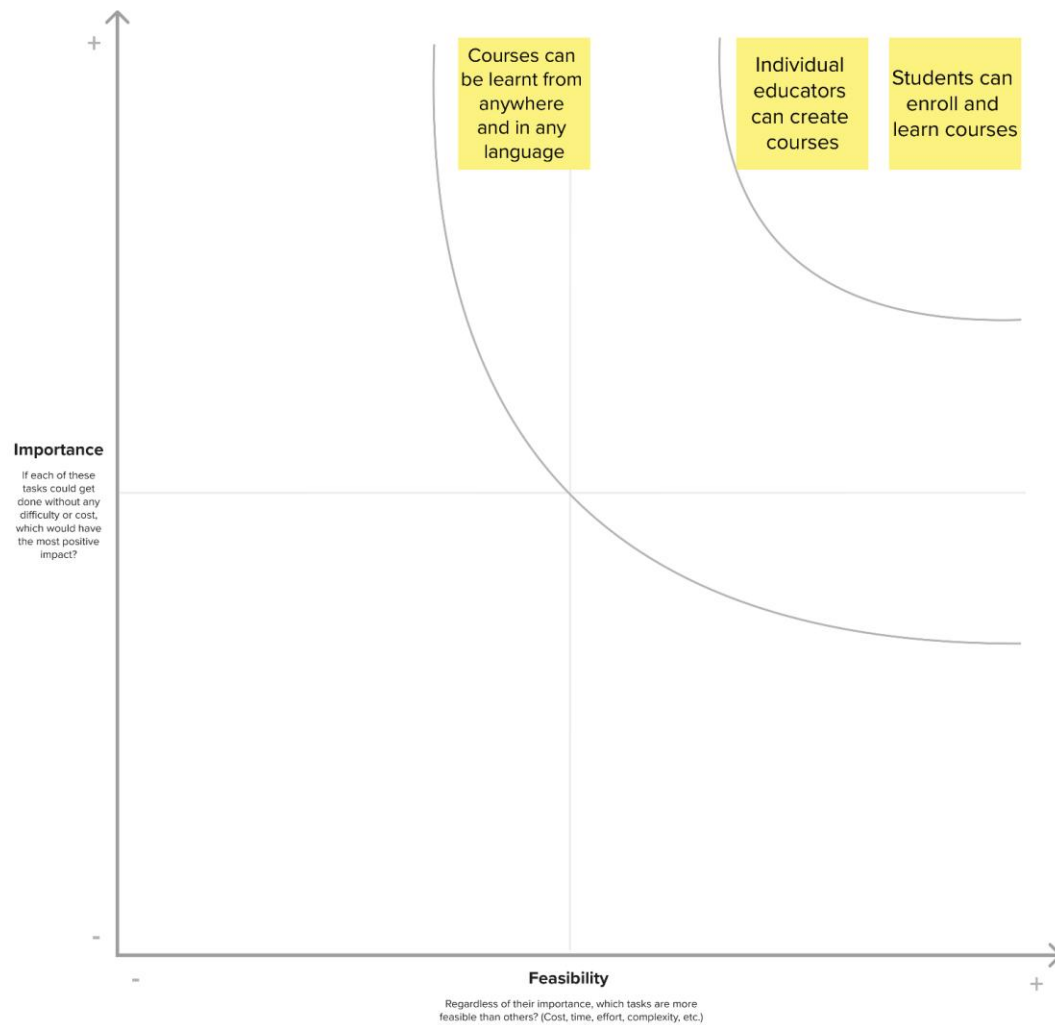 +
Courses can
be learnt from
anywhere
and in any
language
Individual
educators
can create
courses
Students can
enroll and
learn courses
Importance
If each of these
tasks could get
done without any
difficulty or cost,
which would have
the most positive
impact?
-
-
Feasibility
+
Regardless of their importance, which tasks are more
feasible than others? (Cost, time, effort, complexity, etc.)